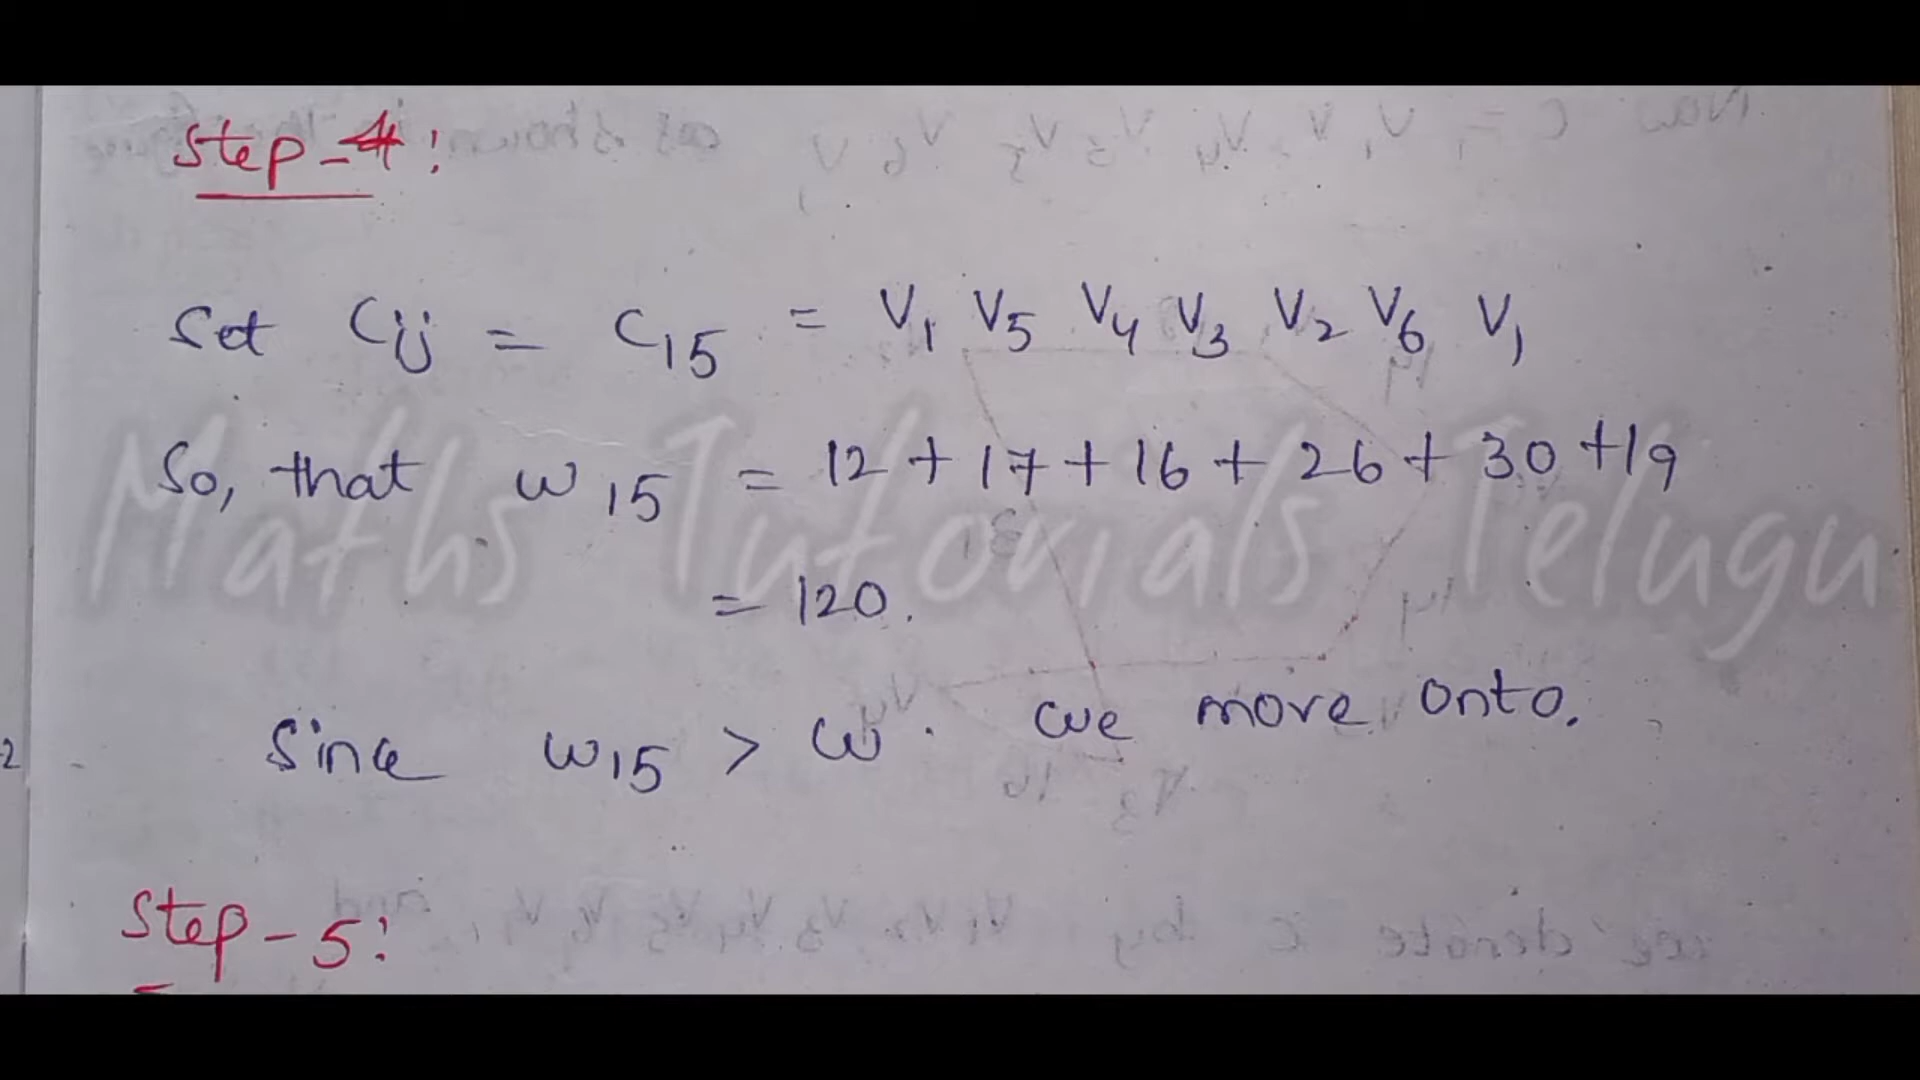 Step-4:
Set Cij = C15 = V1 V5 V4 V3 V2 V6 V1
So, that w15 = 12 + 17 + 16 + 26 + 30 + 19
Maths Tutorials Telugu
= 120.
Since w15 > w. we move onto.
Step-5: